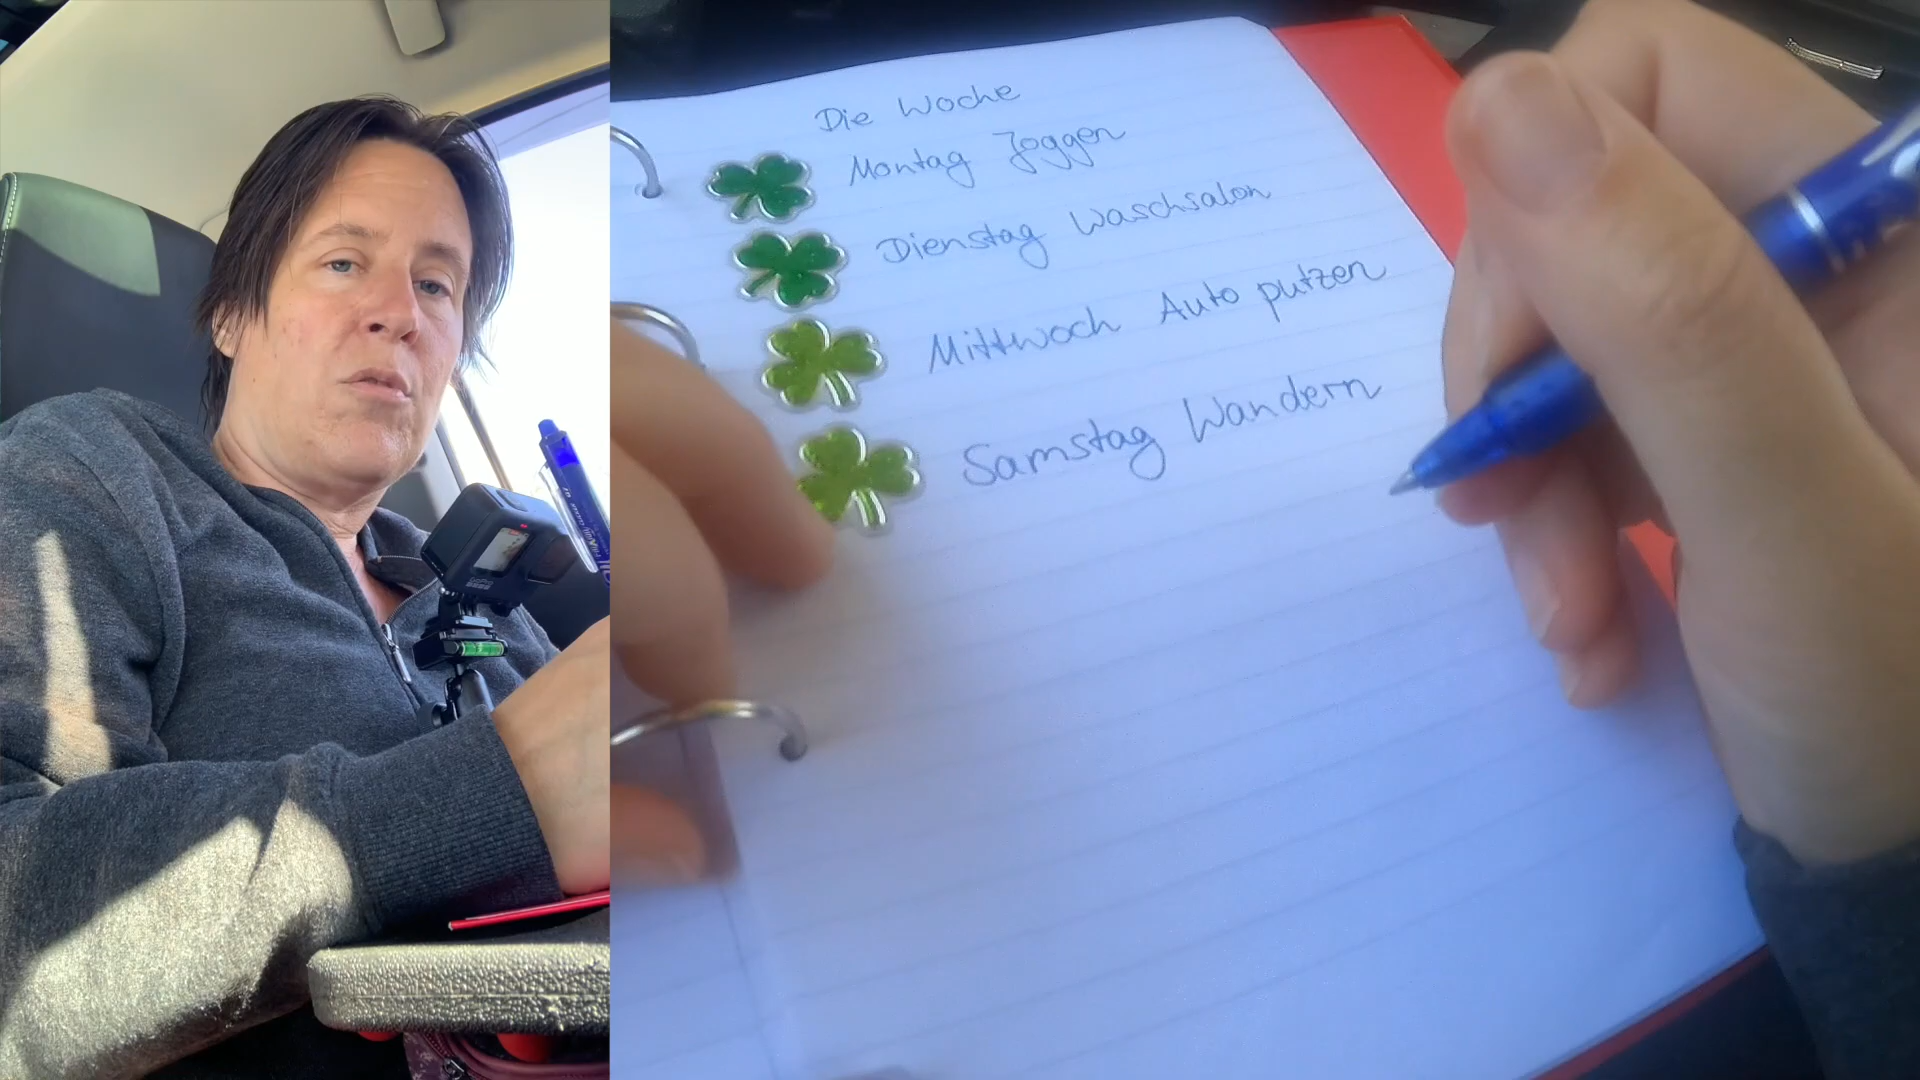 Die Woche
Montag Joggen
Dienstag Waschsalon
Mittwoch Auto putzen
Samstag Wandern